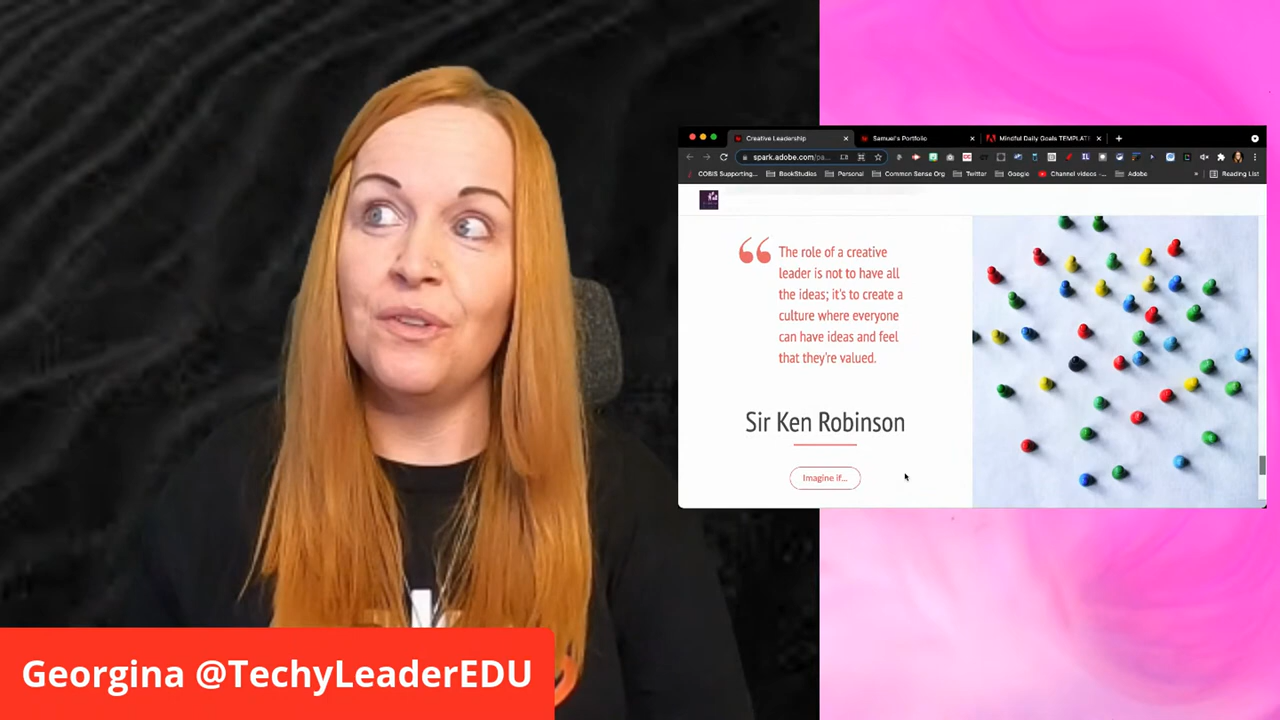 Creative Leadership
Samuel's Portfolio
Mindful Daily Goals TEMPLAT
spark.adobe.com/pa...
COBIS Supporting...
BookStudios
Personal
Common Sense Org
Twitter
Google
Channel videos -...
Adobe
»
Reading List
The role of a creative
leader is not to have all
the ideas; it's to create a
culture where everyone
can have ideas and feel
that they're valued.
Sir Ken Robinson
Imagine if...
Georgina @TechyLeaderEDU